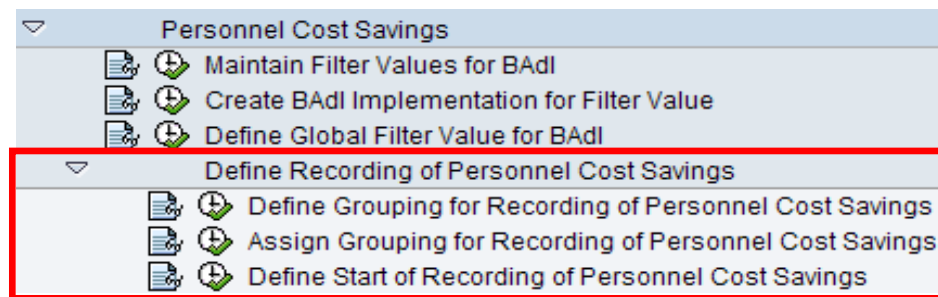 Personnel Cost Savings
Maintain Filter Values for BAdI
Create BAdI Implementation for Filter Value
Define Global Filter Value for BAdI
Define Recording of Personnel Cost Savings
Define Grouping for Recording of Personnel Cost Savings
Assign Grouping for Recording of Personnel Cost Savings
Define Start of Recording of Personnel Cost Savings